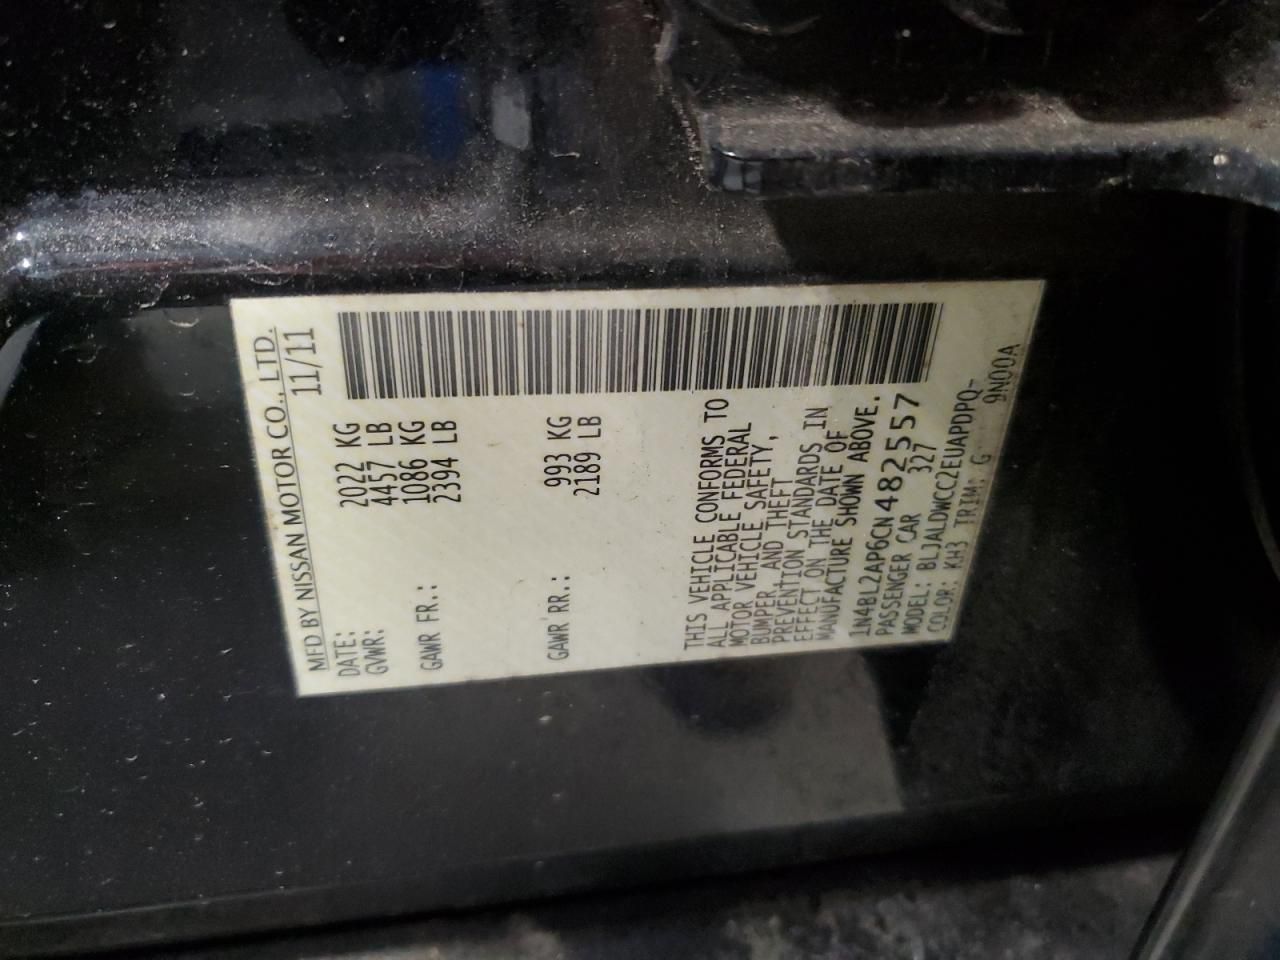 MFD BY NISSAN MOTOR CO., LTD.
DATE: 11/11
GVWR: 2022 KG
4457 LB
GAWR FR.: 1086 KG
2394 LB
GAWR RR.: 993 KG
2189 LB
THIS VEHICLE CONFORMS TO
ALL APPLICABLE FEDERAL
MOTOR VEHICLE SAFETY,
BUMPER, AND THEFT
PREVENTION STANDARDS IN
EFFECT ON THE DATE OF
MANUFACTURE SHOWN ABOVE.
1N4BL2AP6CN482557
PASSENGER CAR 327
MODEL: BLJALDWCC2EUAPDPQ-
COLOR: KH3 TRIM: G 9N00A